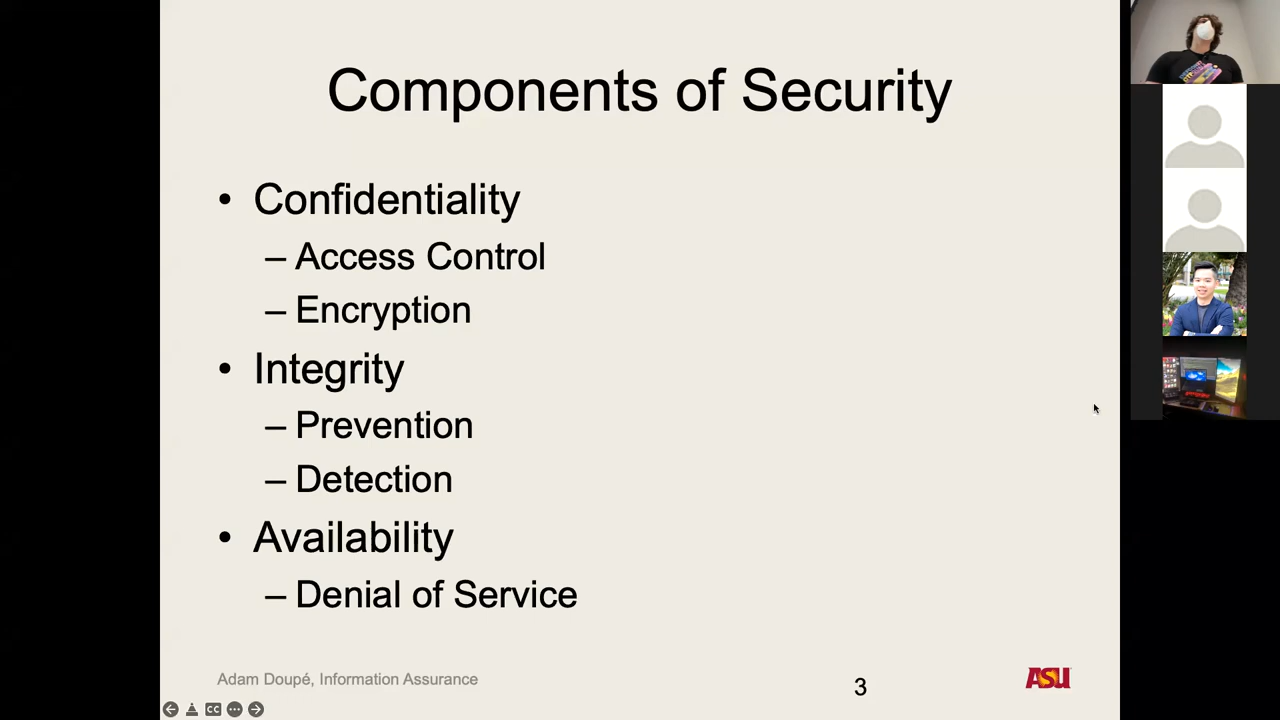 Components of Security
• Confidentiality
– Access Control
– Encryption
• Integrity
– Prevention
– Detection
• Availability
– Denial of Service
Adam Doupé, Information Assurance
3
ASU
CC